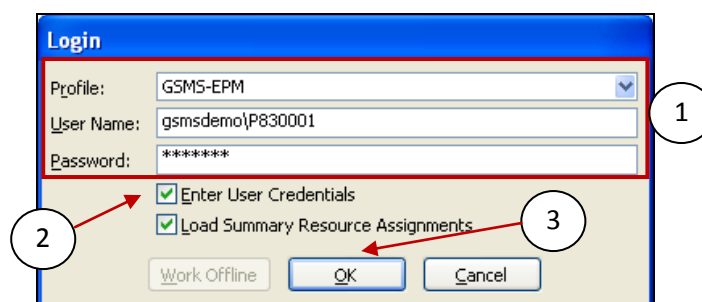 Login
Profile: GSMS-EPM
User Name: gsmsdemo\P830001
Password: *******
1
Enter User Credentials
2
Load Summary Resource Assignments
3
Work Offline OK Cancel